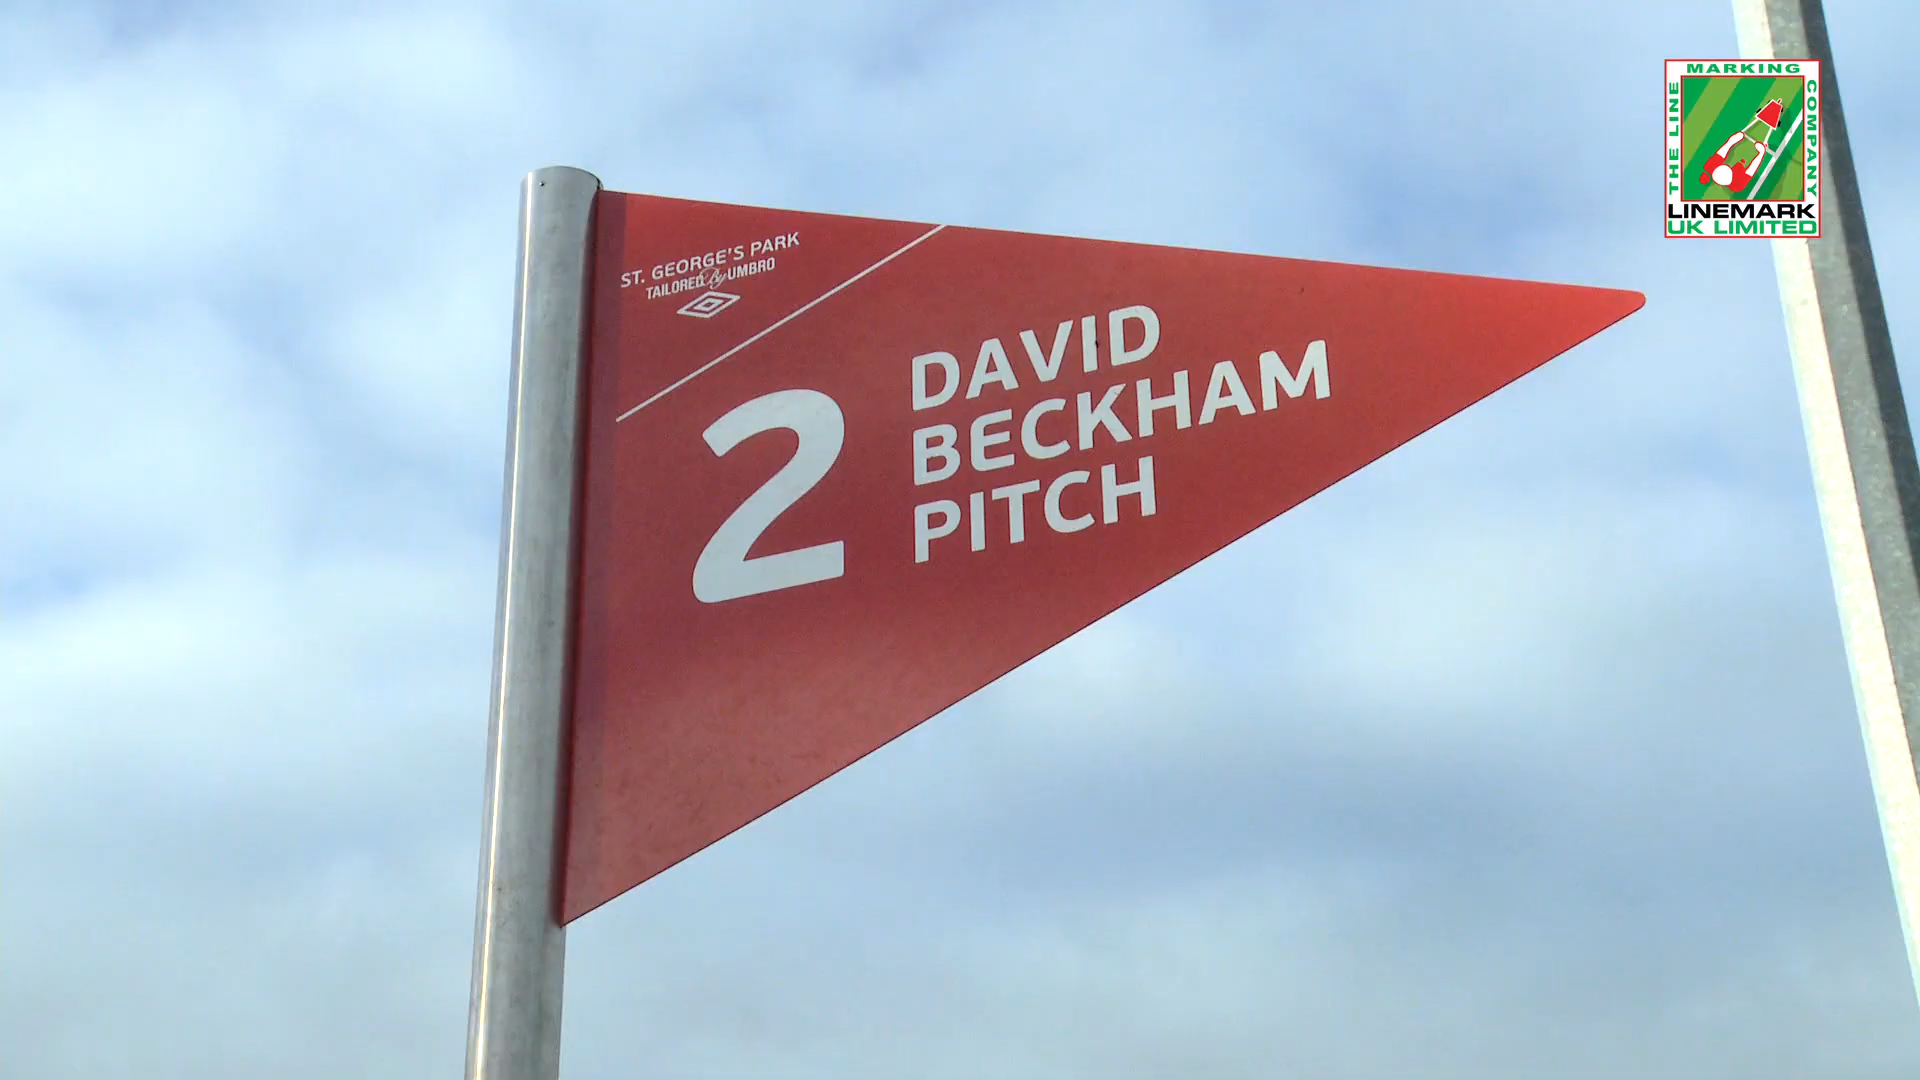 ST. GEORGE'S PARK
TAILORED By UMBRO
2
DAVID
BECKHAM
PITCH
THE LINE
MARKING
COMPANY
LINEMARK
UK LIMITED